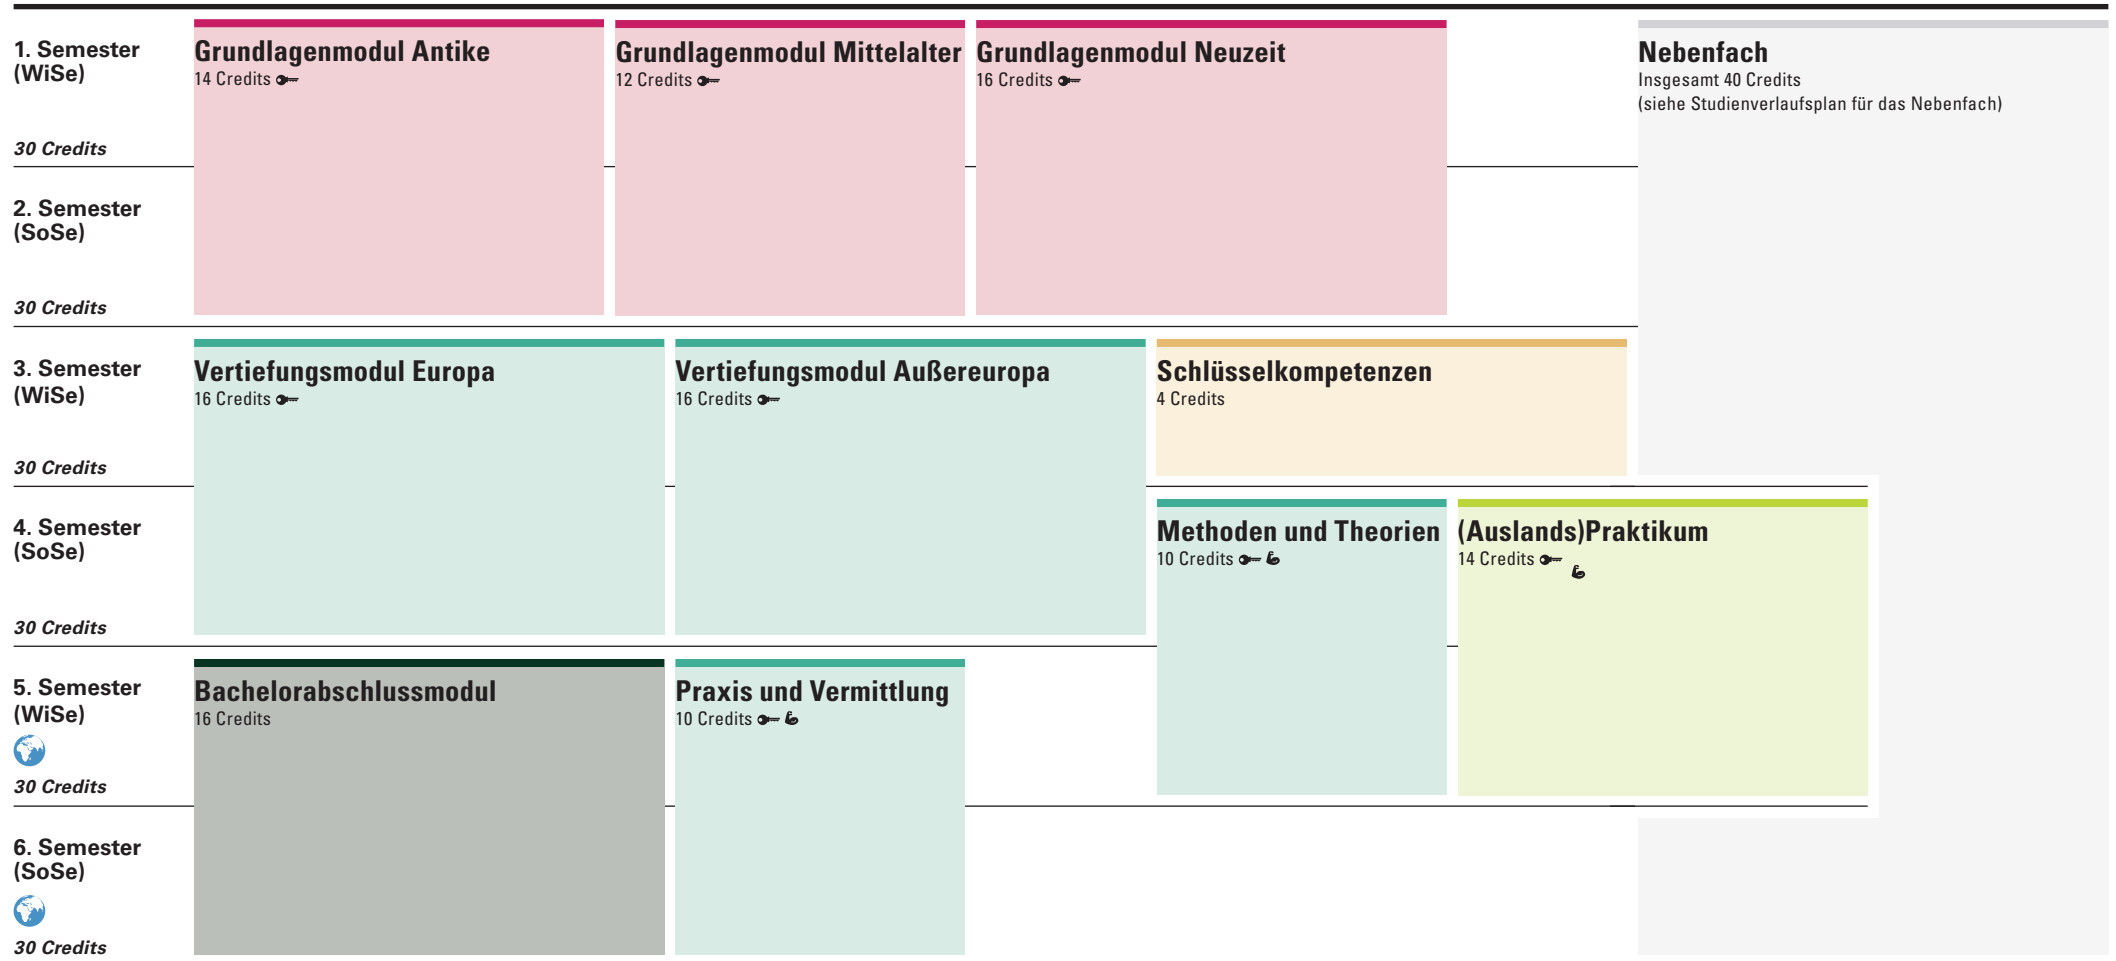 1. Semester
(WiSe)
30 Credits
Grundlagenmodul Antike
14 Credits
Grundlagenmodul Mittelalter
12 Credits
Grundlagenmodul Neuzeit
16 Credits
Nebenfach
Insgesamt 40 Credits
(siehe Studienverlaufsplan für das Nebenfach)
2. Semester
(SoSe)
30 Credits
3. Semester
(WiSe)
30 Credits
Vertiefungsmodul Europa
16 Credits
Vertiefungsmodul Außereuropa
16 Credits
Schlüsselkompetenzen
4 Credits
4. Semester
(SoSe)
30 Credits
Methoden und Theorien
10 Credits
(Auslands)Praktikum
14 Credits
5. Semester
(WiSe)
30 Credits
Bachelorabschlussmodul
16 Credits
Praxis und Vermittlung
10 Credits
6. Semester
(SoSe)
30 Credits